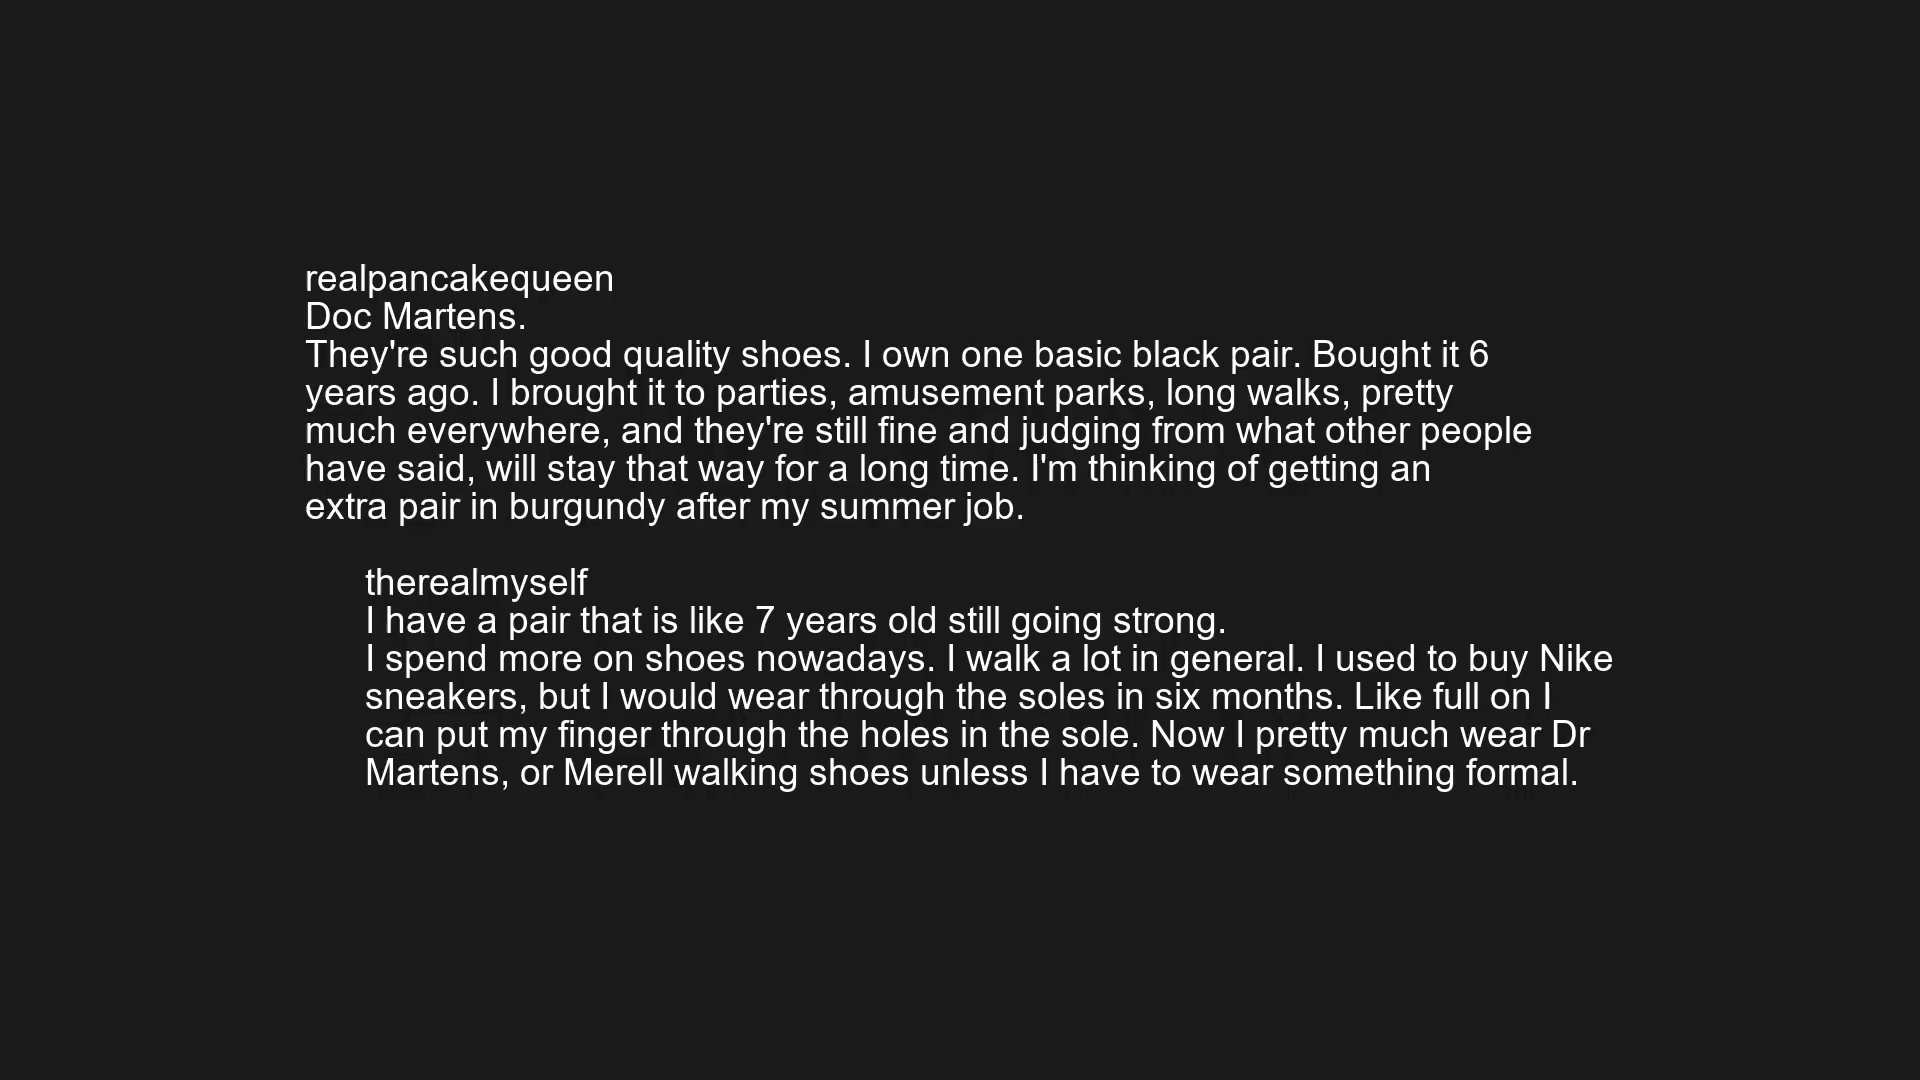 realpancakequeen
Doc Martens.
They're such good quality shoes. I own one basic black pair. Bought it 6
years ago. I brought it to parties, amusement parks, long walks, pretty
much everywhere, and they're still fine and judging from what other people
have said, will stay that way for a long time. I'm thinking of getting an
extra pair in burgundy after my summer job.
therealmyself
I have a pair that is like 7 years old still going strong.
I spend more on shoes nowadays. I walk a lot in general. I used to buy Nike
sneakers, but I would wear through the soles in six months. Like full on I
can put my finger through the holes in the sole. Now I pretty much wear Dr
Martens, or Merell walking shoes unless I have to wear something formal.